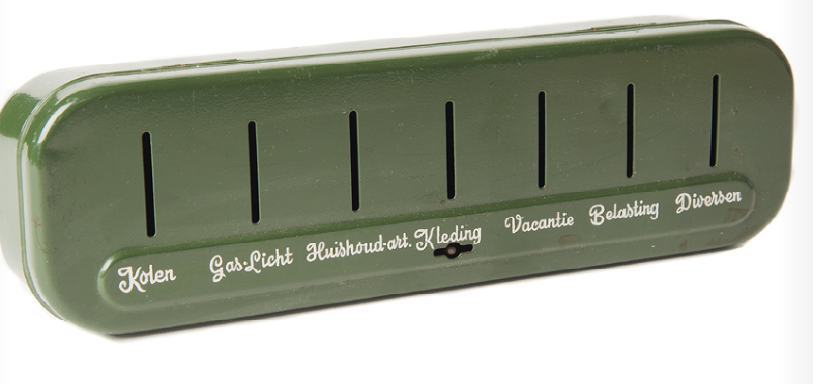 Kolen Gas-Licht Huishoud-art. Kleding Vacantie Belasting Diversen